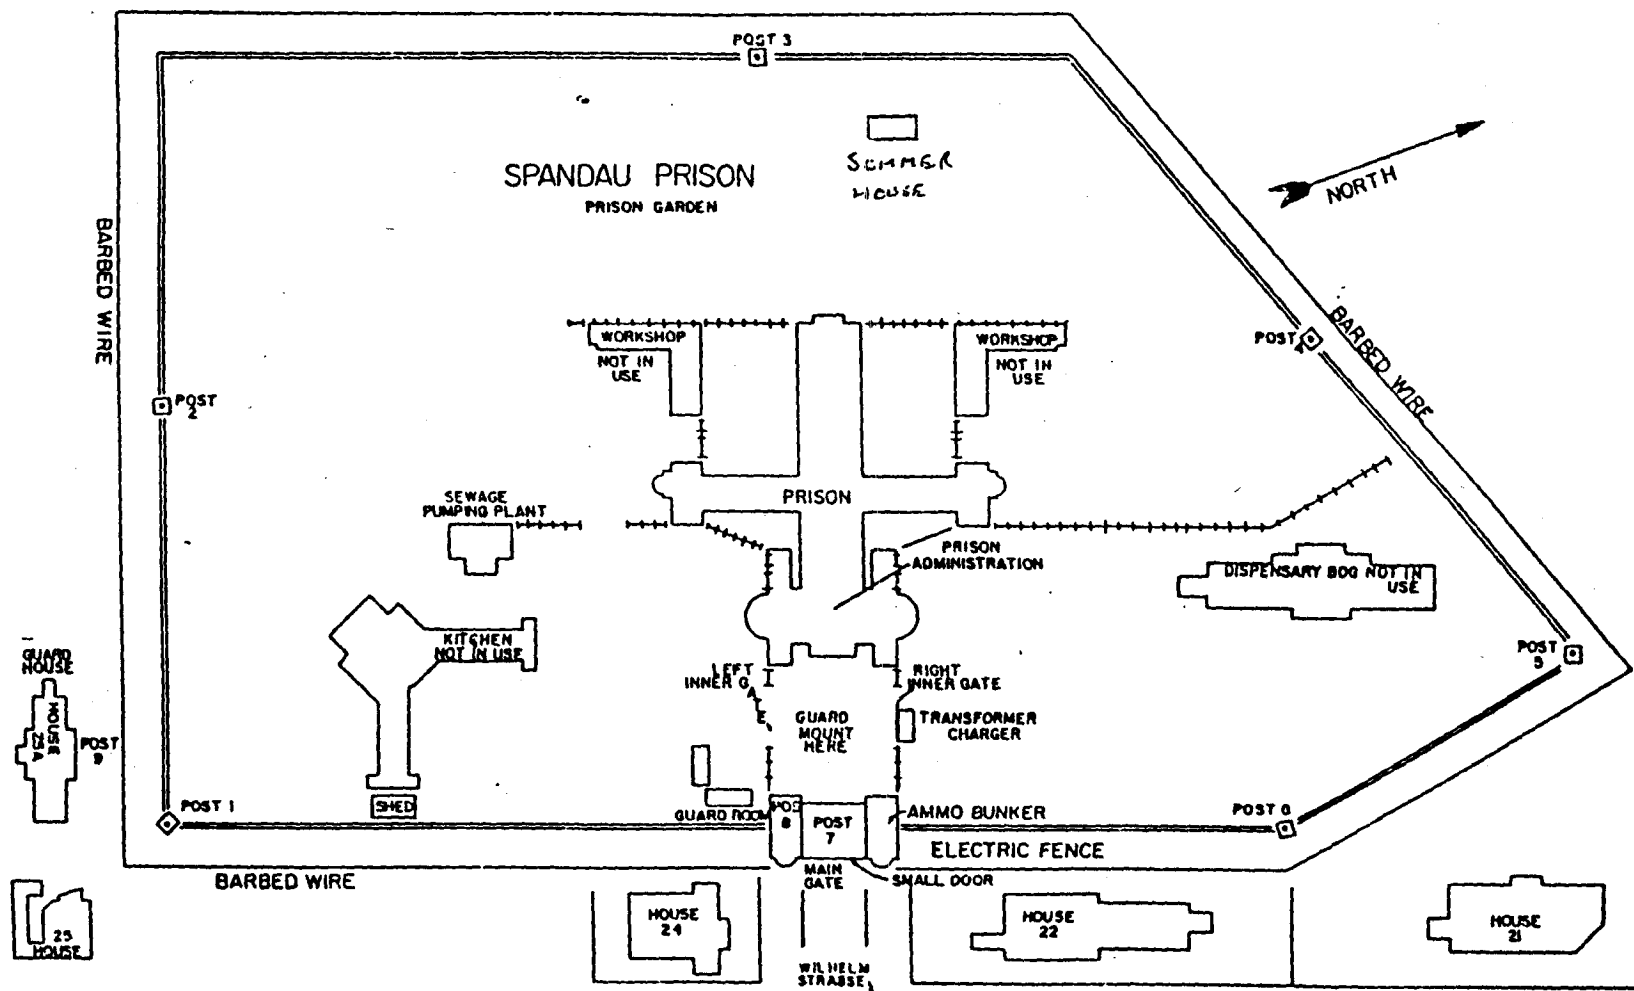 POST 3
SUMMER
HOUSE
SPANDAU PRISON
PRISON GARDEN
NORTH
BARBED WIRE
BARBED WIRE
WORKSHOP
NOT IN
USE
WORKSHOP
NOT IN
USE
POST
4
POST
2
PRISON
SEWAGE
PUMPING PLANT
PRISON
ADMINISTRATION
DISPENSARY BDG NOT IN
USE
KITCHEN
NOT IN USE
GUARD
HOUSE
HOUSE
25A
POST
9
LEFT
INNER GATE
RIGHT
INNER GATE
POST
5
GUARD
MOUNT
HERE
TRANSFORMER
CHARGER
POST 1
SHED
GUARD ROOM
POS
8
POST
7
AMMO BUNKER
POST 6
ELECTRIC FENCE
BARBED WIRE
MAIN
GATE
SMALL DOOR
25
HOUSE
HOUSE
24
HOUSE
22
HOUSE
21
WILHELM
STRASSE